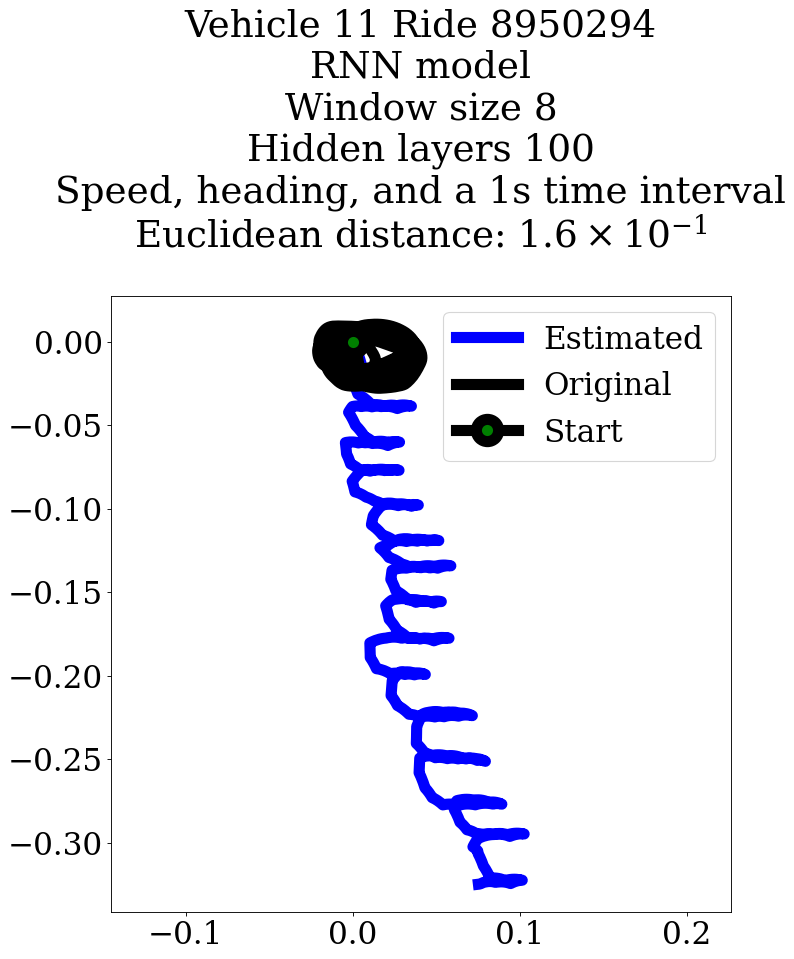 Vehicle 11 Ride 8950294
RNN model
Window size 8
Hidden layers 100
Speed, heading, and a 1s time interval
Euclidean distance: 1.6 × 10⁻¹
Estimated
Original
Start
0.00
−0.05
−0.10
−0.15
−0.20
−0.25
−0.30
−0.1
0.0
0.1
0.2